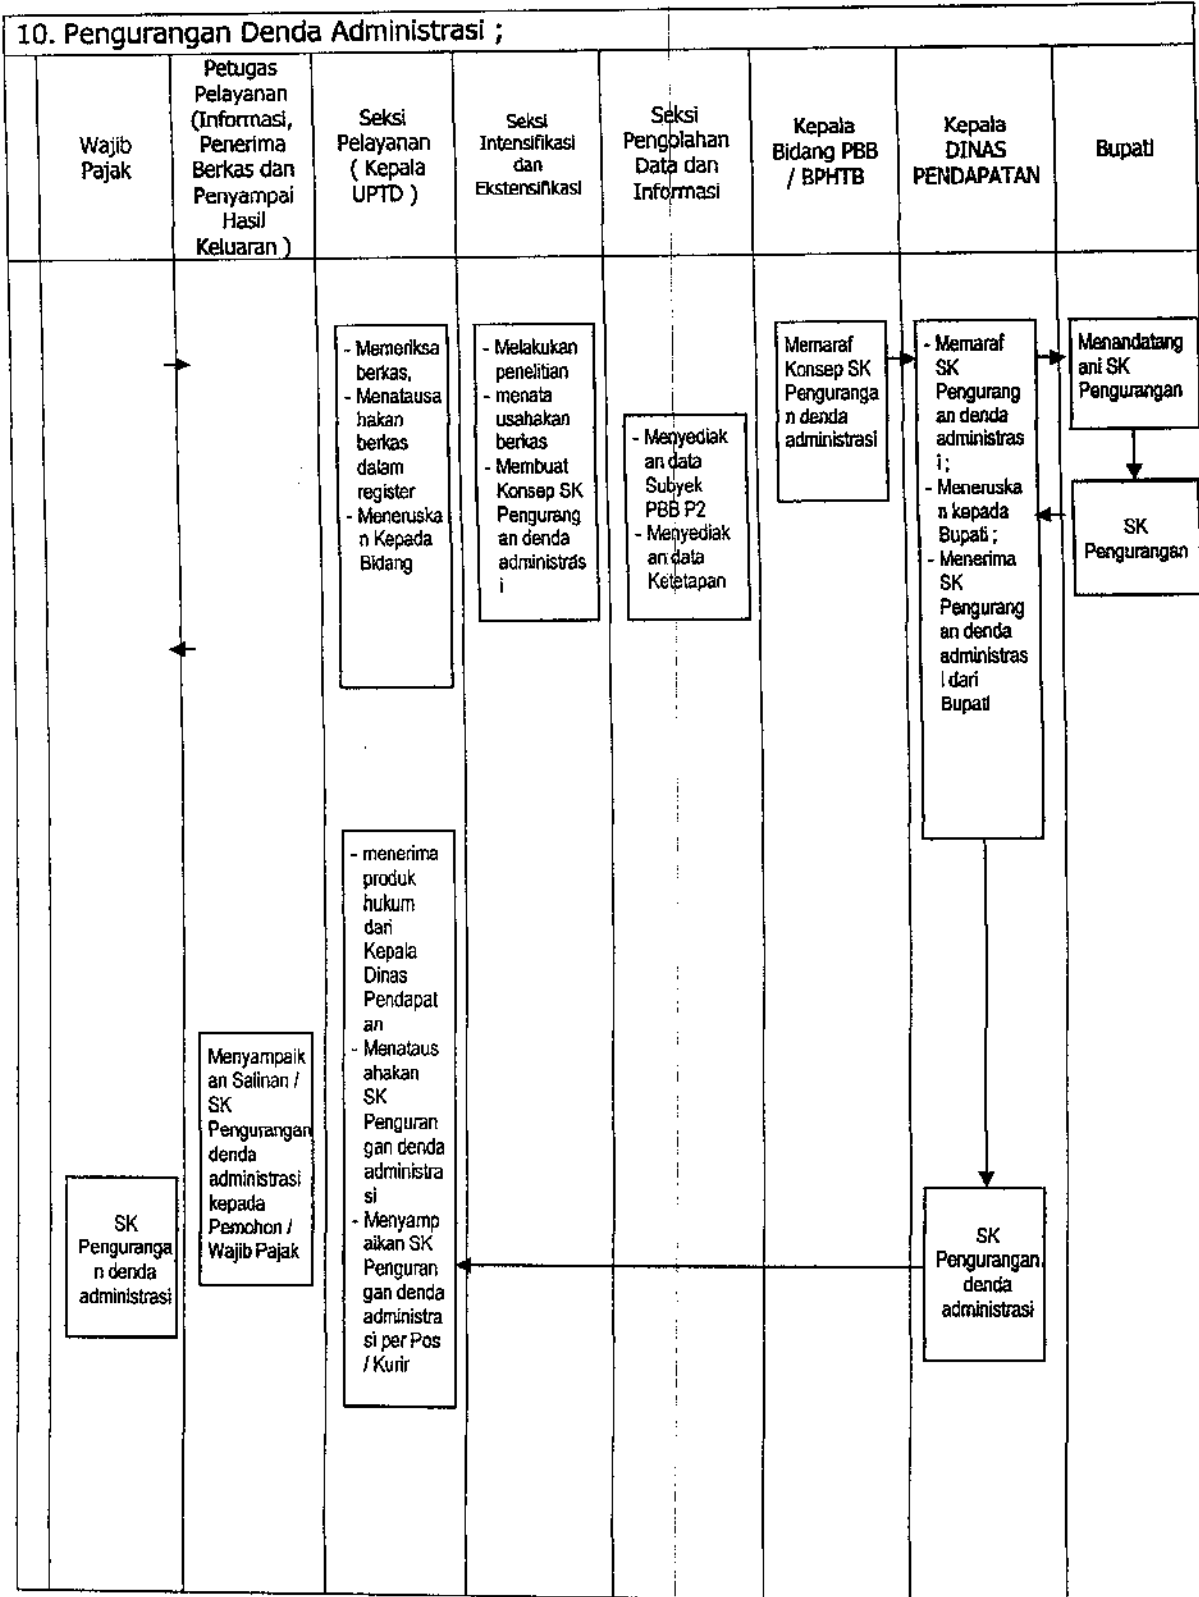 10. Pengurangan Denda Administrasi ;
Wajib
Pajak
Petugas
Pelayanan
(Informasi,
Penerima
Berkas dan
Penyampai
Hasil
Keluaran )
Seksi
Pelayanan
( Kepala
UPTD )
Seksi
Intensifikasi
dan
Ekstensifikasi
Seksi
Pengolahan
Data dan
Informasi
Kepala
Bidang PBB
/ BPHTB
Kepala
DINAS
PENDAPATAN
Bupati
- Memeriksa
berkas,
- Menatausa
hakan
berkas
dalam
register
- Meneruska
n Kepada
Bidang
- Melakukan
penelitian
- menata
usahakan
berkas
- Membuat
Konsep SK
Pengurang
an denda
administras
i
- Menyediak
an data
Subyek
PBB P2
- Menyediak
an data
Ketetapan
Memaraf
Konsep SK
Penguranga
n denda
administrasi
- Memaraf
SK
Pengurang
an denda
administras
i ;
- Meneruska
n kepada
Bupati ;
- Menerima
SK
Pengurang
an denda
administras
i dari
Bupati
Menandatang
ani SK
Pengurangan
SK
Pengurangan
- menerima
produk
hukum
dari
Kepala
Dinas
Pendapat
an
- Menataus
ahakan
SK
Penguran
gan denda
administra
si
- Menyamp
aikan SK
Penguran
gan denda
administra
si per Pos
/ Kurir
Menyampaik
an Salinan /
SK
Pengurangan
denda
administrasi
kepada
Pemohon /
Wajib Pajak
SK
Penguranga
n denda
administrasi
SK
Pengurangan
denda
administrasi